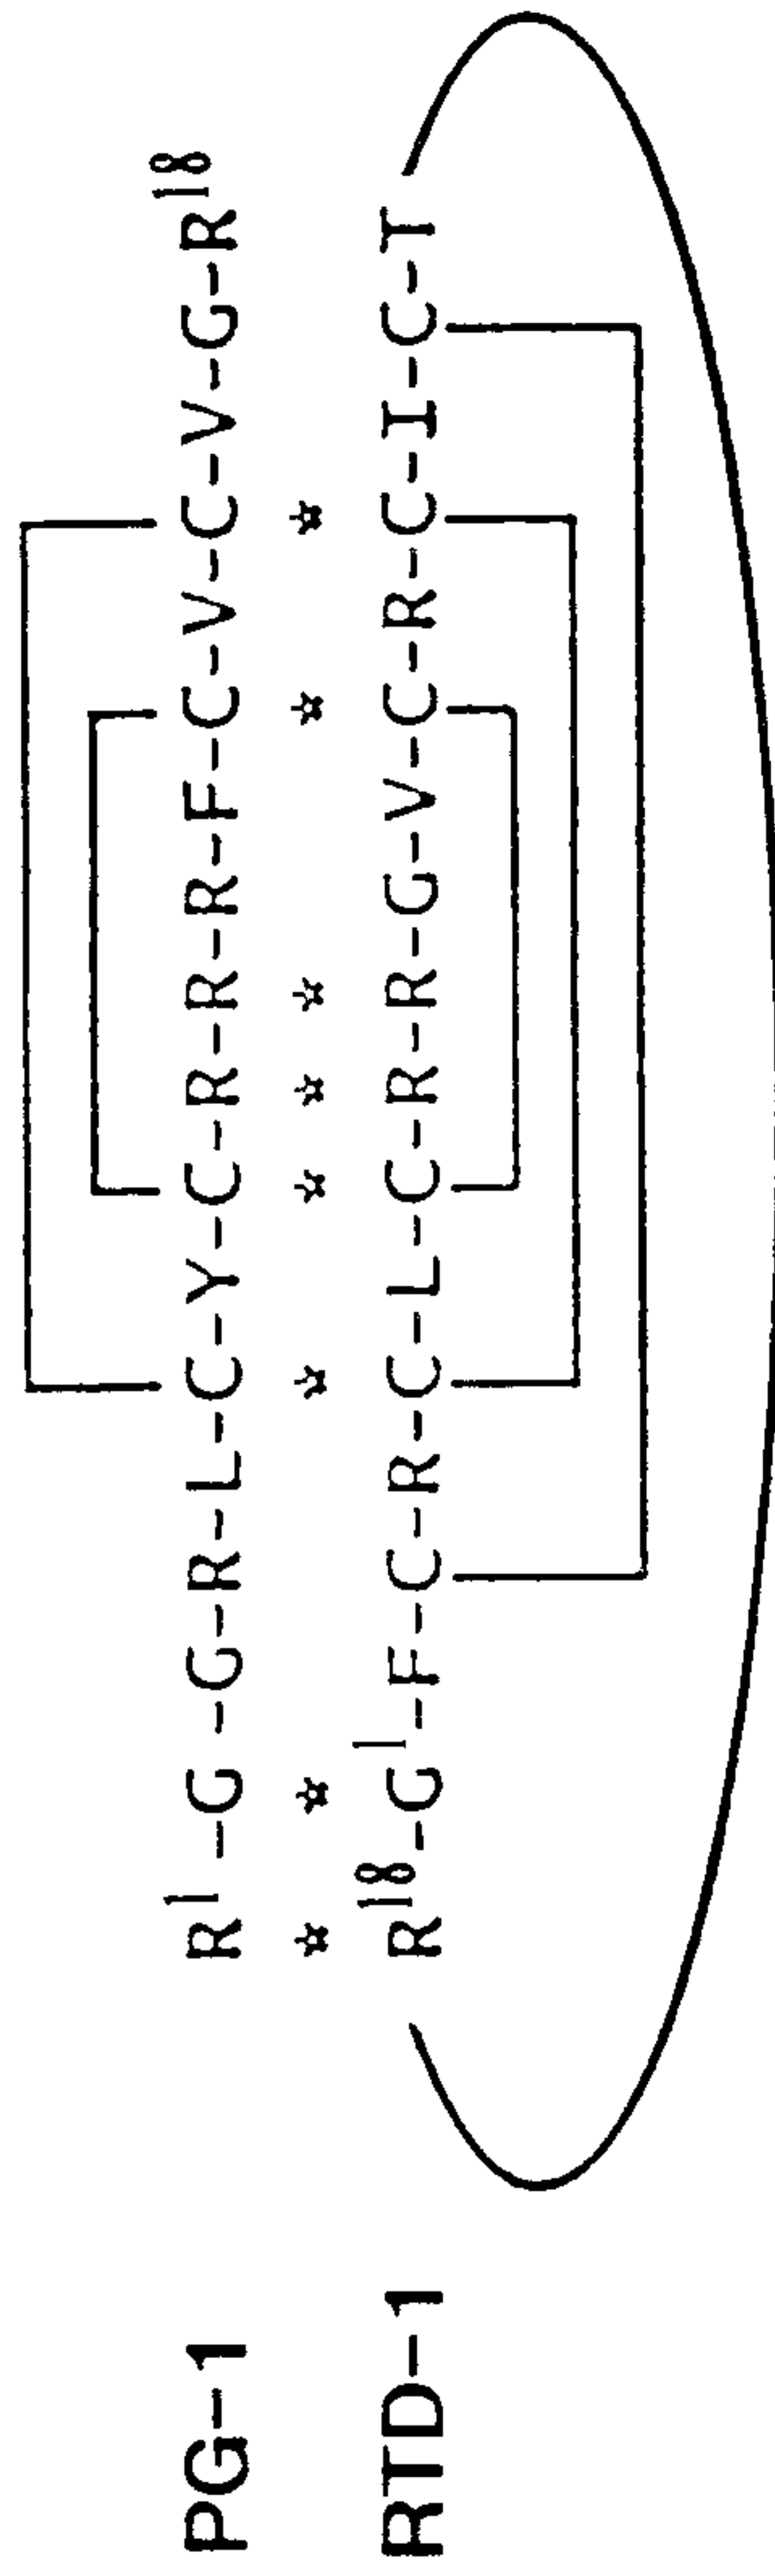 PG-1 R¹-G-G-R-L-C-Y-C-R-R-R-F-C-V-C-V-G-R¹⁸
* * * * * * * *
RTD-1 R¹⁸-G¹-F-C-R-C-L-C-R-R-G-V-C-R-C-I-C-T